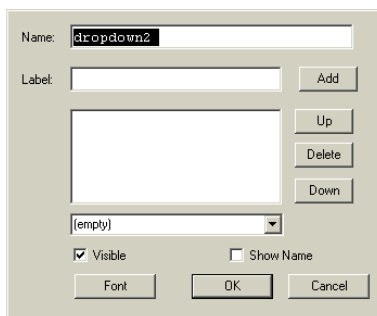 Name: dropdown2
Label: Add
Up
Delete
Down
(empty)
Visible Show Name
Font OK Cancel